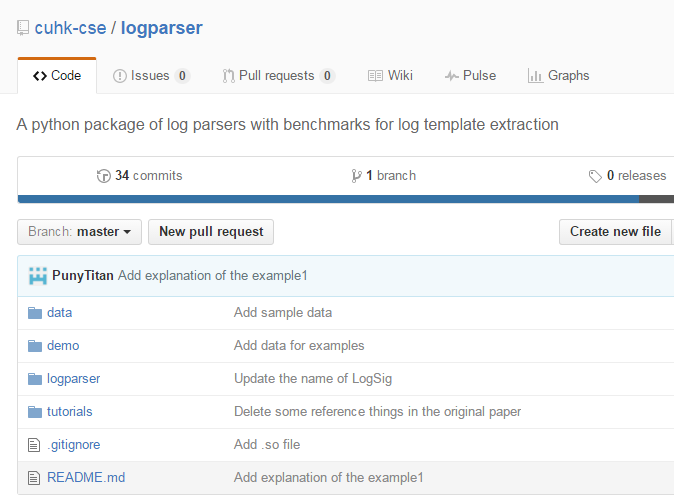 cuhk-cse / logparser
Code Issues 0 Pull requests 0 Wiki Pulse Graphs
A python package of log parsers with benchmarks for log template extraction
34 commits 1 branch 0 releases
Branch: master New pull request Create new file
PunyTitan Add explanation of the example1
data Add sample data
demo Add data for examples
logparser Update the name of LogSig
tutorials Delete some reference things in the original paper
.gitignore Add .so file
README.md Add explanation of the example1